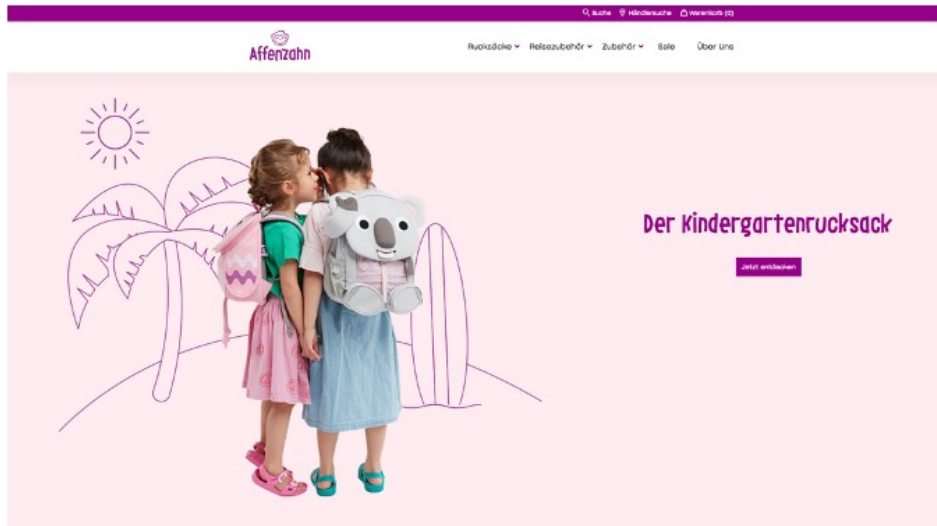 Suche Händlersuche Warenkorb (0)
Affenzahn
Rucksäcke Reisezubehör Zubehör Sale Über Uns
Der Kindergartenrucksack
Jetzt entdecken